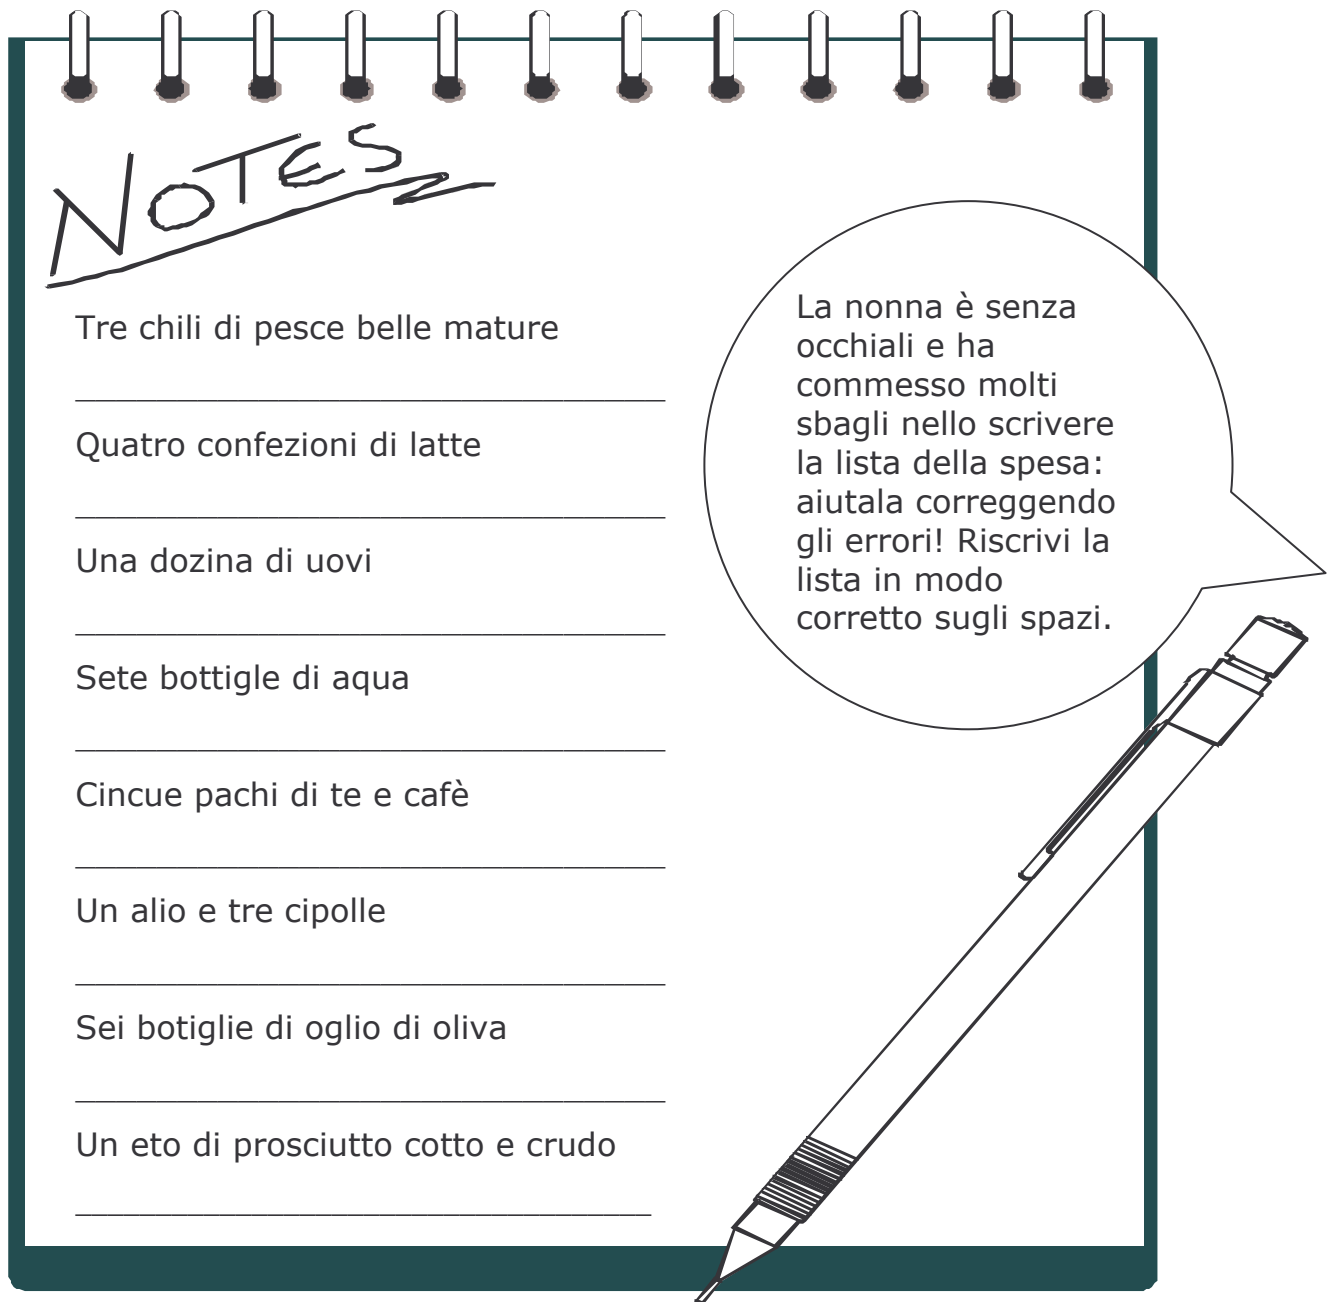 NOTES
Tre chili di pesce belle mature
Quatro confezioni di latte
Una dozina di uovi
Sete bottigle di aqua
Cincue pachi di te e cafè
Un alio e tre cipolle
Sei botiglie di oglio di oliva
Un eto di prosciutto cotto e crudo
La nonna è senza
occhiali e ha
commesso molti
sbagli nello scrivere
la lista della spesa:
aiutala correggendo
gli errori! Riscrivi la
lista in modo
corretto sugli spazi.